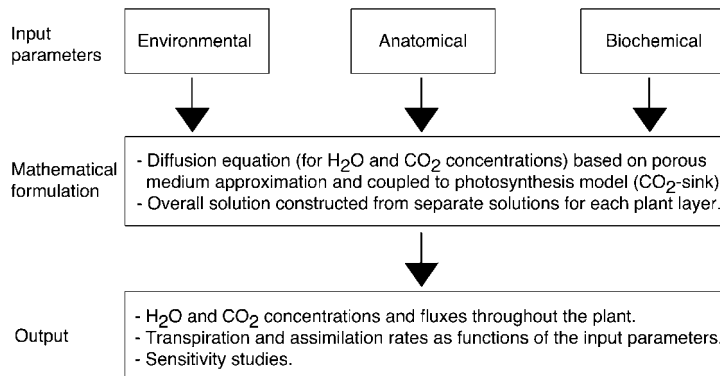 Input
parameters
Environmental
Anatomical
Biochemical
Mathematical
formulation
- Diffusion equation (for H2O and CO2 concentrations) based on porous
medium approximation and coupled to photosynthesis model (CO2-sink)
- Overall solution constructed from separate solutions for each plant layer.
Output
- H2O and CO2 concentrations and fluxes throughout the plant.
- Transpiration and assimilation rates as functions of the input parameters.
- Sensitivity studies.